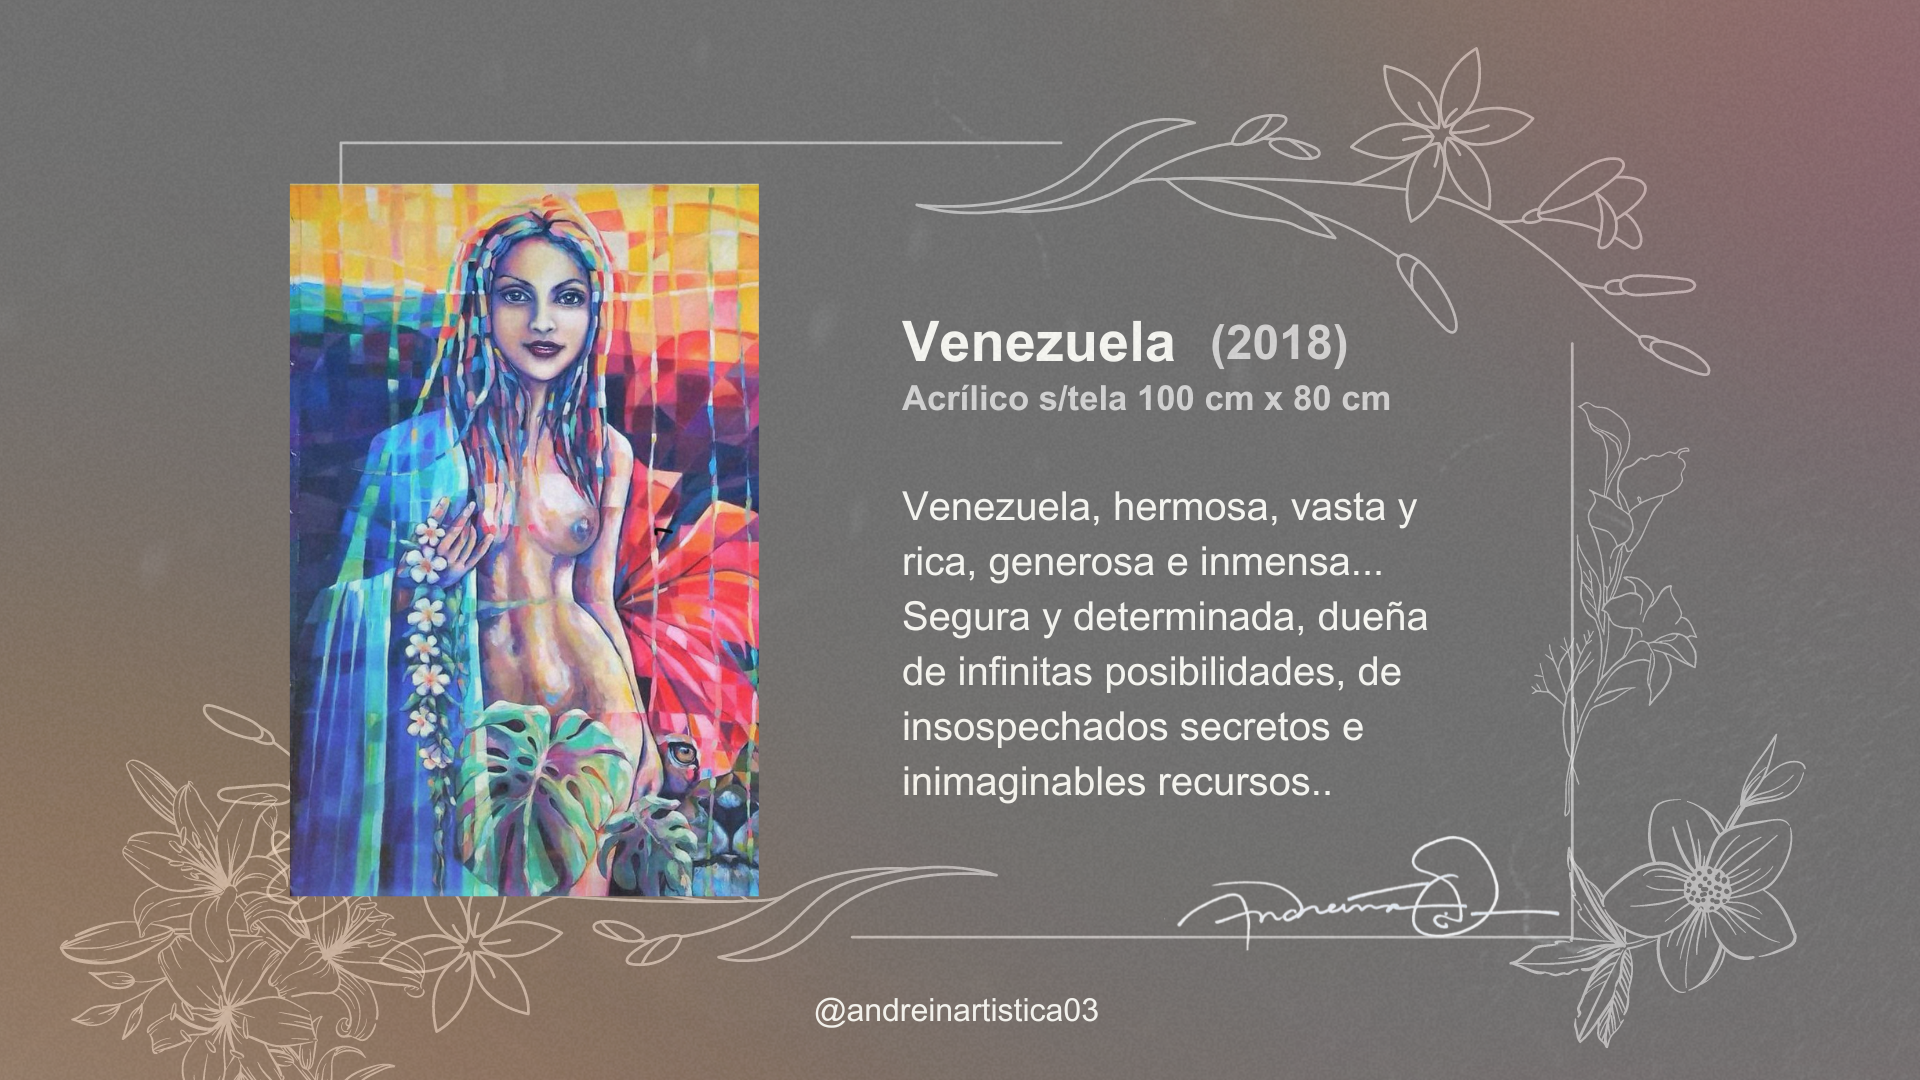 Venezuela (2018)
Acrílico s/tela 100 cm x 80 cm
Venezuela, hermosa, vasta y
rica, generosa e inmensa...
Segura y determinada, dueña
de infinitas posibilidades, de
insospechados secretos e
inimaginables recursos..
Andreína
@andreinartistica03